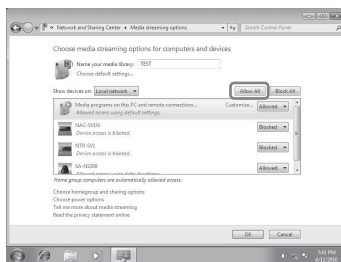 « Network and Sharing Center ▸ Media streaming options
Search Control Panel
Choose media streaming options for computers and devices
Name your media library: TEST
Choose default settings...
Show devices on: Local network
Allow All
Block All
Media programs on this PC and remote connections...
Customize...
Allowed
Allowed access using default settings.
NAC-SV10i
Blocked
Device access is blocked.
NTR-SV1
Blocked
Device access is blocked.
SA-NS300
Allowed
Home group computers are automatically allowed access.
Choose homegroup and sharing options
Choose power options
Tell me more about media streaming
Read the privacy statement online
OK
Cancel